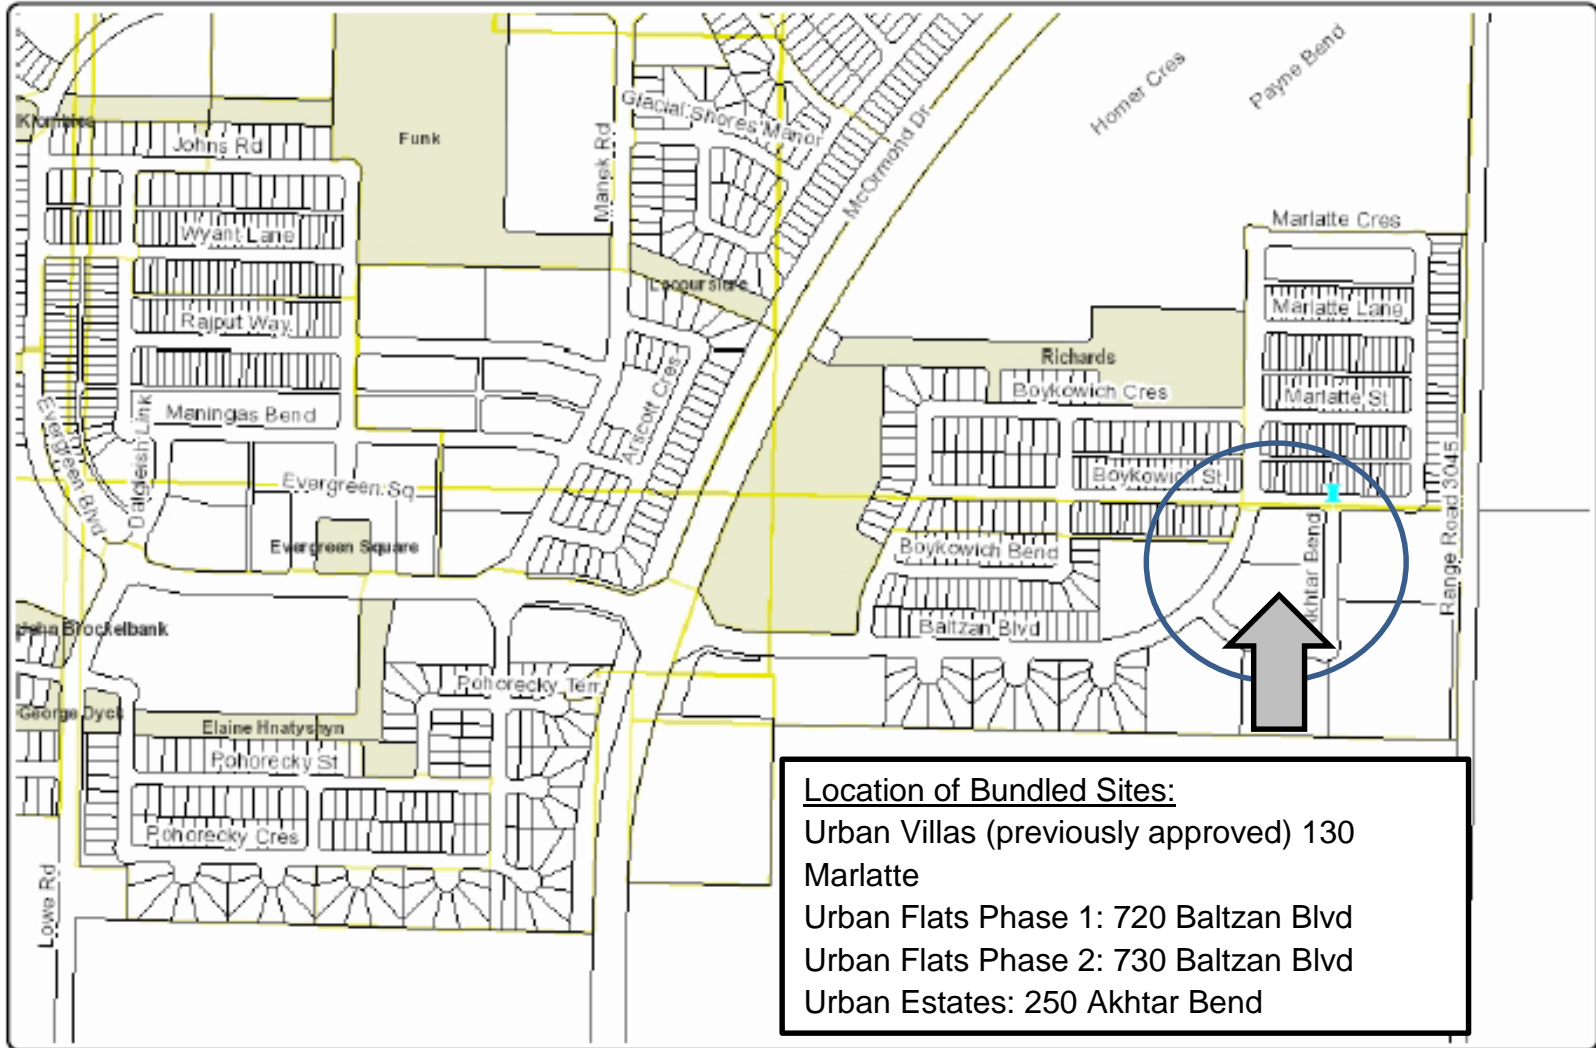 Homer Cres
Payne Bend
Glacial Shores Manor
Funk
Johns Rd
Manek Rd
McOrmond Dr
Wyant Lane
Marlatte Cres
Rajput Way
Marlatte Lane
Richards
Boykowich Cres
Marlatte St
Maningas Bend
Arscott Cres
Evergreen Blvd
Dalgleish Link
Evergreen Sq
Boykowich St
Range Road 3045
Evergreen Square
Boykowich Bend
Akhtar Bend
Baltzan Blvd
John Brockelbank
Pohorecky Terr
George Dyck
Elaine Hnatyshyn
Pohorecky St
Pohorecky Cres
Lowe Rd
Location of Bundled Sites:
Urban Villas (previously approved) 130
Marlatte
Urban Flats Phase 1: 720 Baltzan Blvd
Urban Flats Phase 2: 730 Baltzan Blvd
Urban Estates: 250 Akhtar Bend